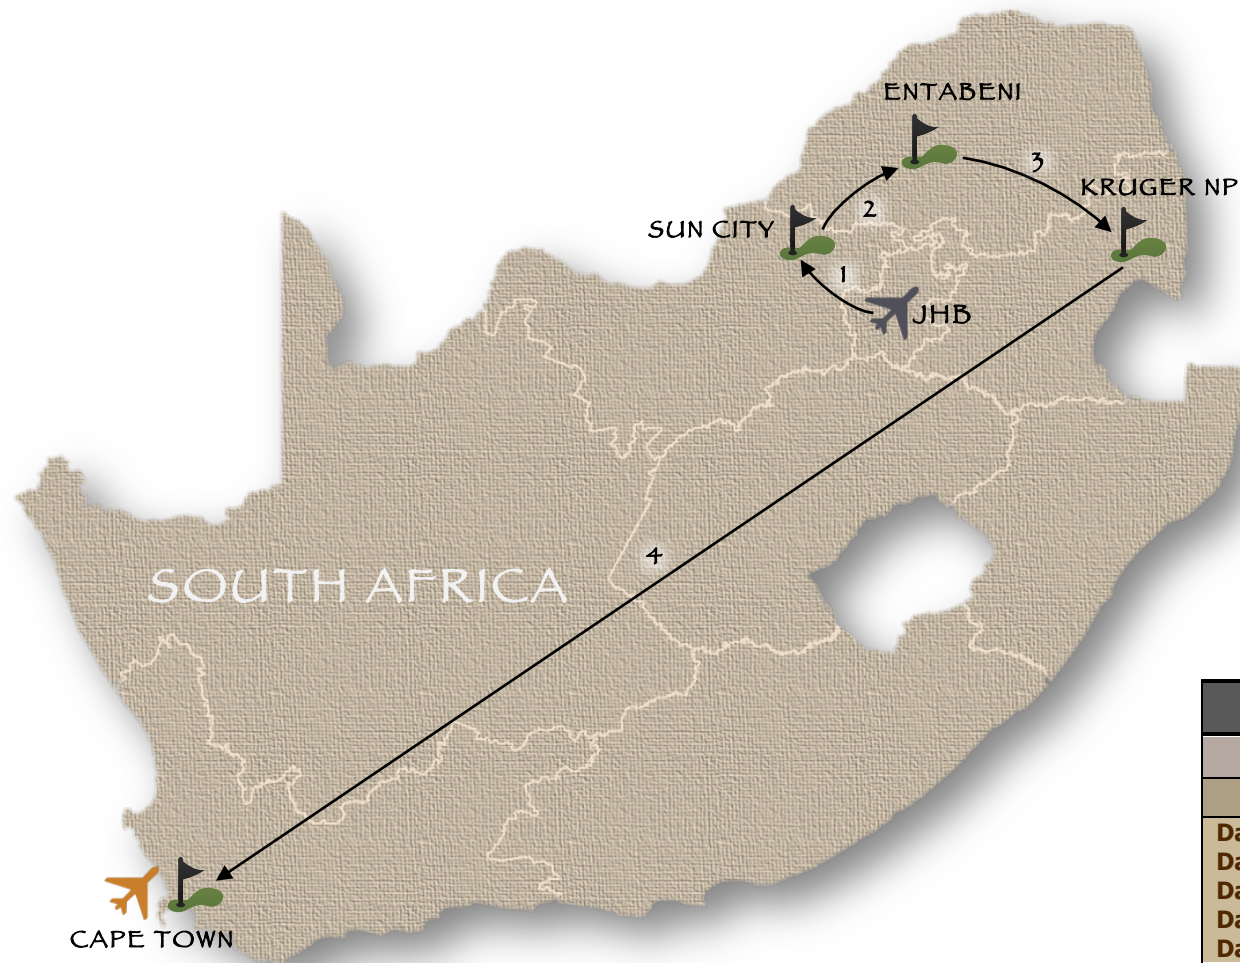 ENTABENI
3
KRUGER NP
2
SUN CITY
1
JHB
4
SOUTH AFRICA
CAPE TOWN